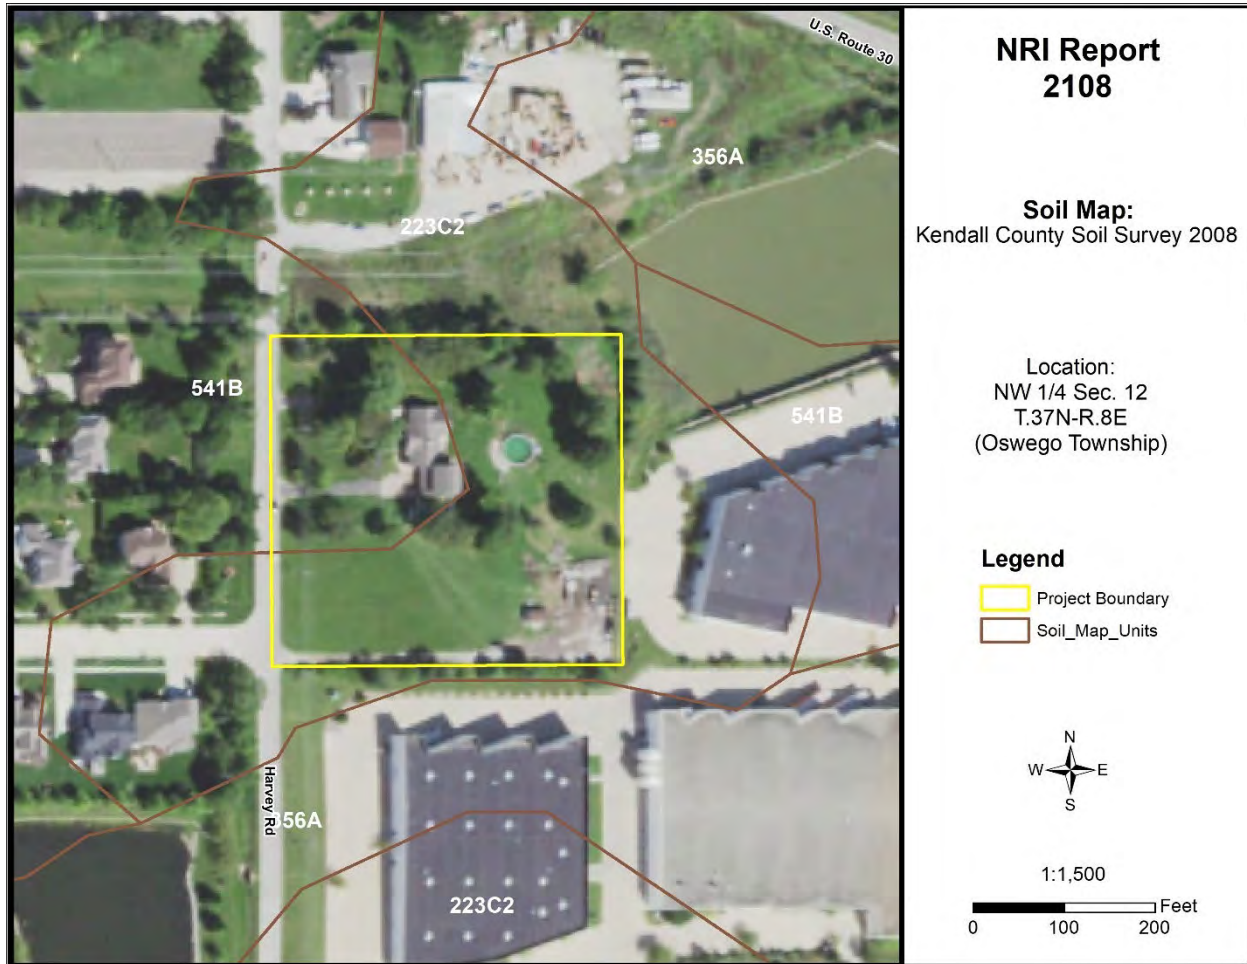 U.S. Route 30
356A
223C2
541B
541B
Harvey Rd
56A
223C2
NRI Report
2108
Soil Map:
Kendall County Soil Survey 2008
Location:
NW 1/4 Sec. 12
T.37N-R.8E
(Oswego Township)
Legend
Project Boundary
Soil_Map_Units
N
W E
S
1:1,500
Feet
0 100 200